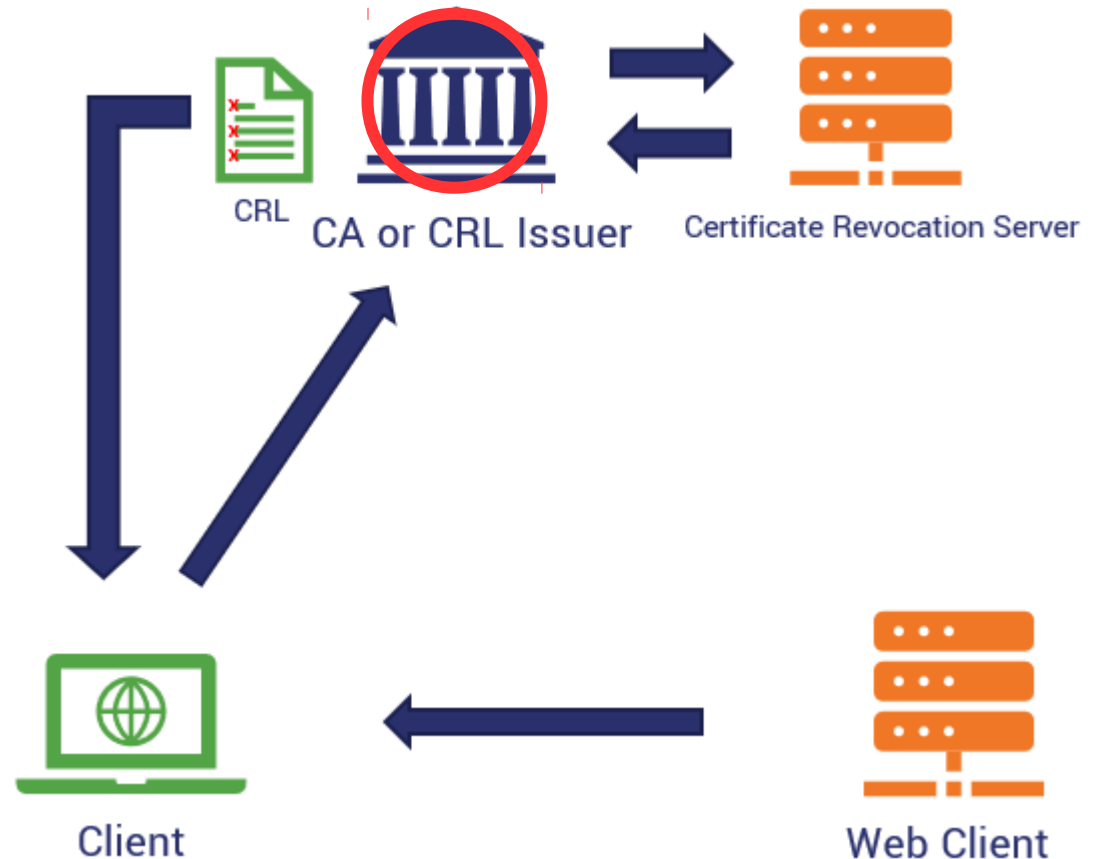 CRL
CA or CRL Issuer
Certificate Revocation Server
Client
Web Client